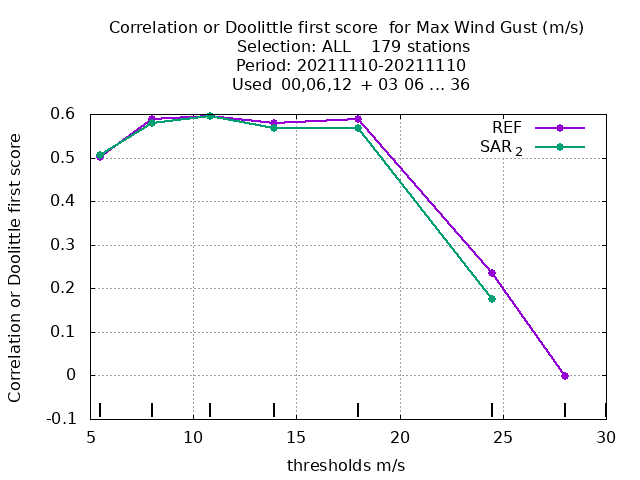 Correlation or Doolittle first score  for Max Wind Gust (m/s)
Selection: ALL    179 stations
Period: 20211110-20211110
Used  00,06,12  + 03 06 ... 36
Correlation or Doolittle first score
0.6
0.5
0.4
0.3
0.2
0.1
0
-0.1
REF
SAR 2
5 10 15 20 25 30
thresholds m/s